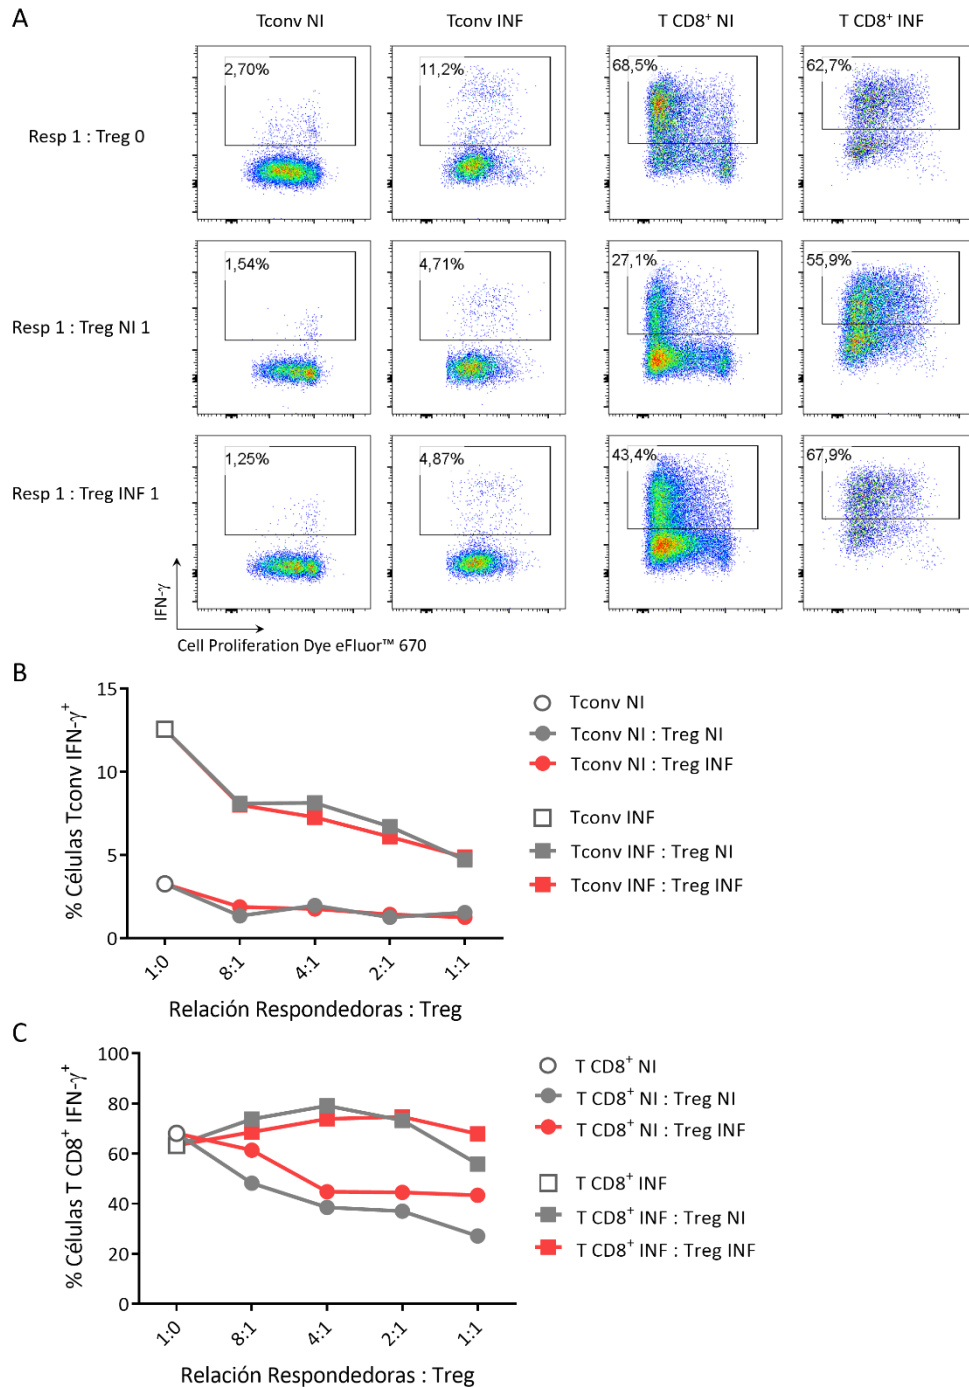 A
Tconv NI
Tconv INF
T CD8⁺ NI
T CD8⁺ INF
Resp 1 : Treg 0
2,70%
11,2%
68,5%
62,7%
Resp 1 : Treg NI 1
1,54%
4,71%
27,1%
55,9%
Resp 1 : Treg INF 1
1,25%
4,87%
43,4%
67,9%
IFN-γ
Cell Proliferation Dye eFluor™ 670
B
% Células Tconv IFN-γ⁺
15
10
5
0
1:0
8:1
4:1
2:1
1:1
Relación Respondedoras : Treg
Tconv NI
Tconv NI : Treg NI
Tconv NI : Treg INF
Tconv INF
Tconv INF : Treg NI
Tconv INF : Treg INF
C
% Células T CD8⁺ IFN-γ⁺
100
80
60
40
20
0
1:0
8:1
4:1
2:1
1:1
Relación Respondedoras : Treg
T CD8⁺ NI
T CD8⁺ NI : Treg NI
T CD8⁺ NI : Treg INF
T CD8⁺ INF
T CD8⁺ INF : Treg NI
T CD8⁺ INF : Treg INF